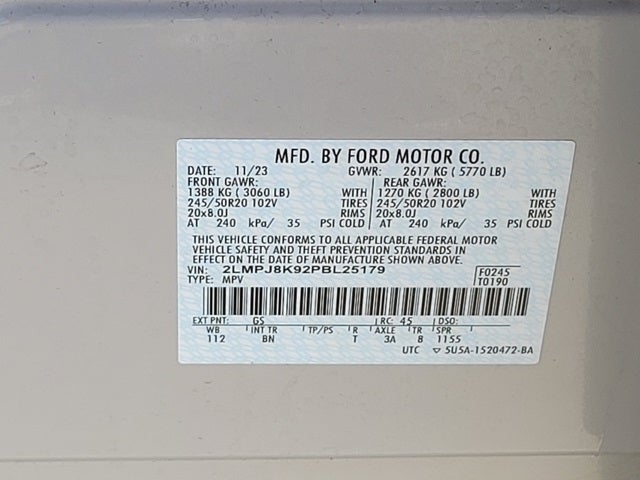 MFD. BY FORD MOTOR CO.
DATE: 11/23 GVWR: 2617 KG ( 5770 LB)
FRONT GAWR: REAR GAWR:
1388 KG ( 3060 LB) WITH 1270 KG ( 2800 LB) WITH
245/50R20 102V TIRES 245/50R20 102V TIRES
20x8.0J RIMS 20x8.0J RIMS
AT 240 kPa/ 35 PSI COLD AT 240 kPa/ 35 PSI COLD
THIS VEHICLE CONFORMS TO ALL APPLICABLE FEDERAL MOTOR
VEHICLE SAFETY AND THEFT PREVENTION STANDARDS IN
EFFECT ON THE DATE OF MANUFACTURE SHOWN ABOVE.
VIN: 2LMPJ8K92PBL25179 F0245
TYPE: MPV T0190
EXT PNT: GS RC: 45 DSO:
WB INT TR TP/PS R AXLE TR SPR
112 BN T 3A 8 1155
UTC ▽ 5U5A-1520472-BA